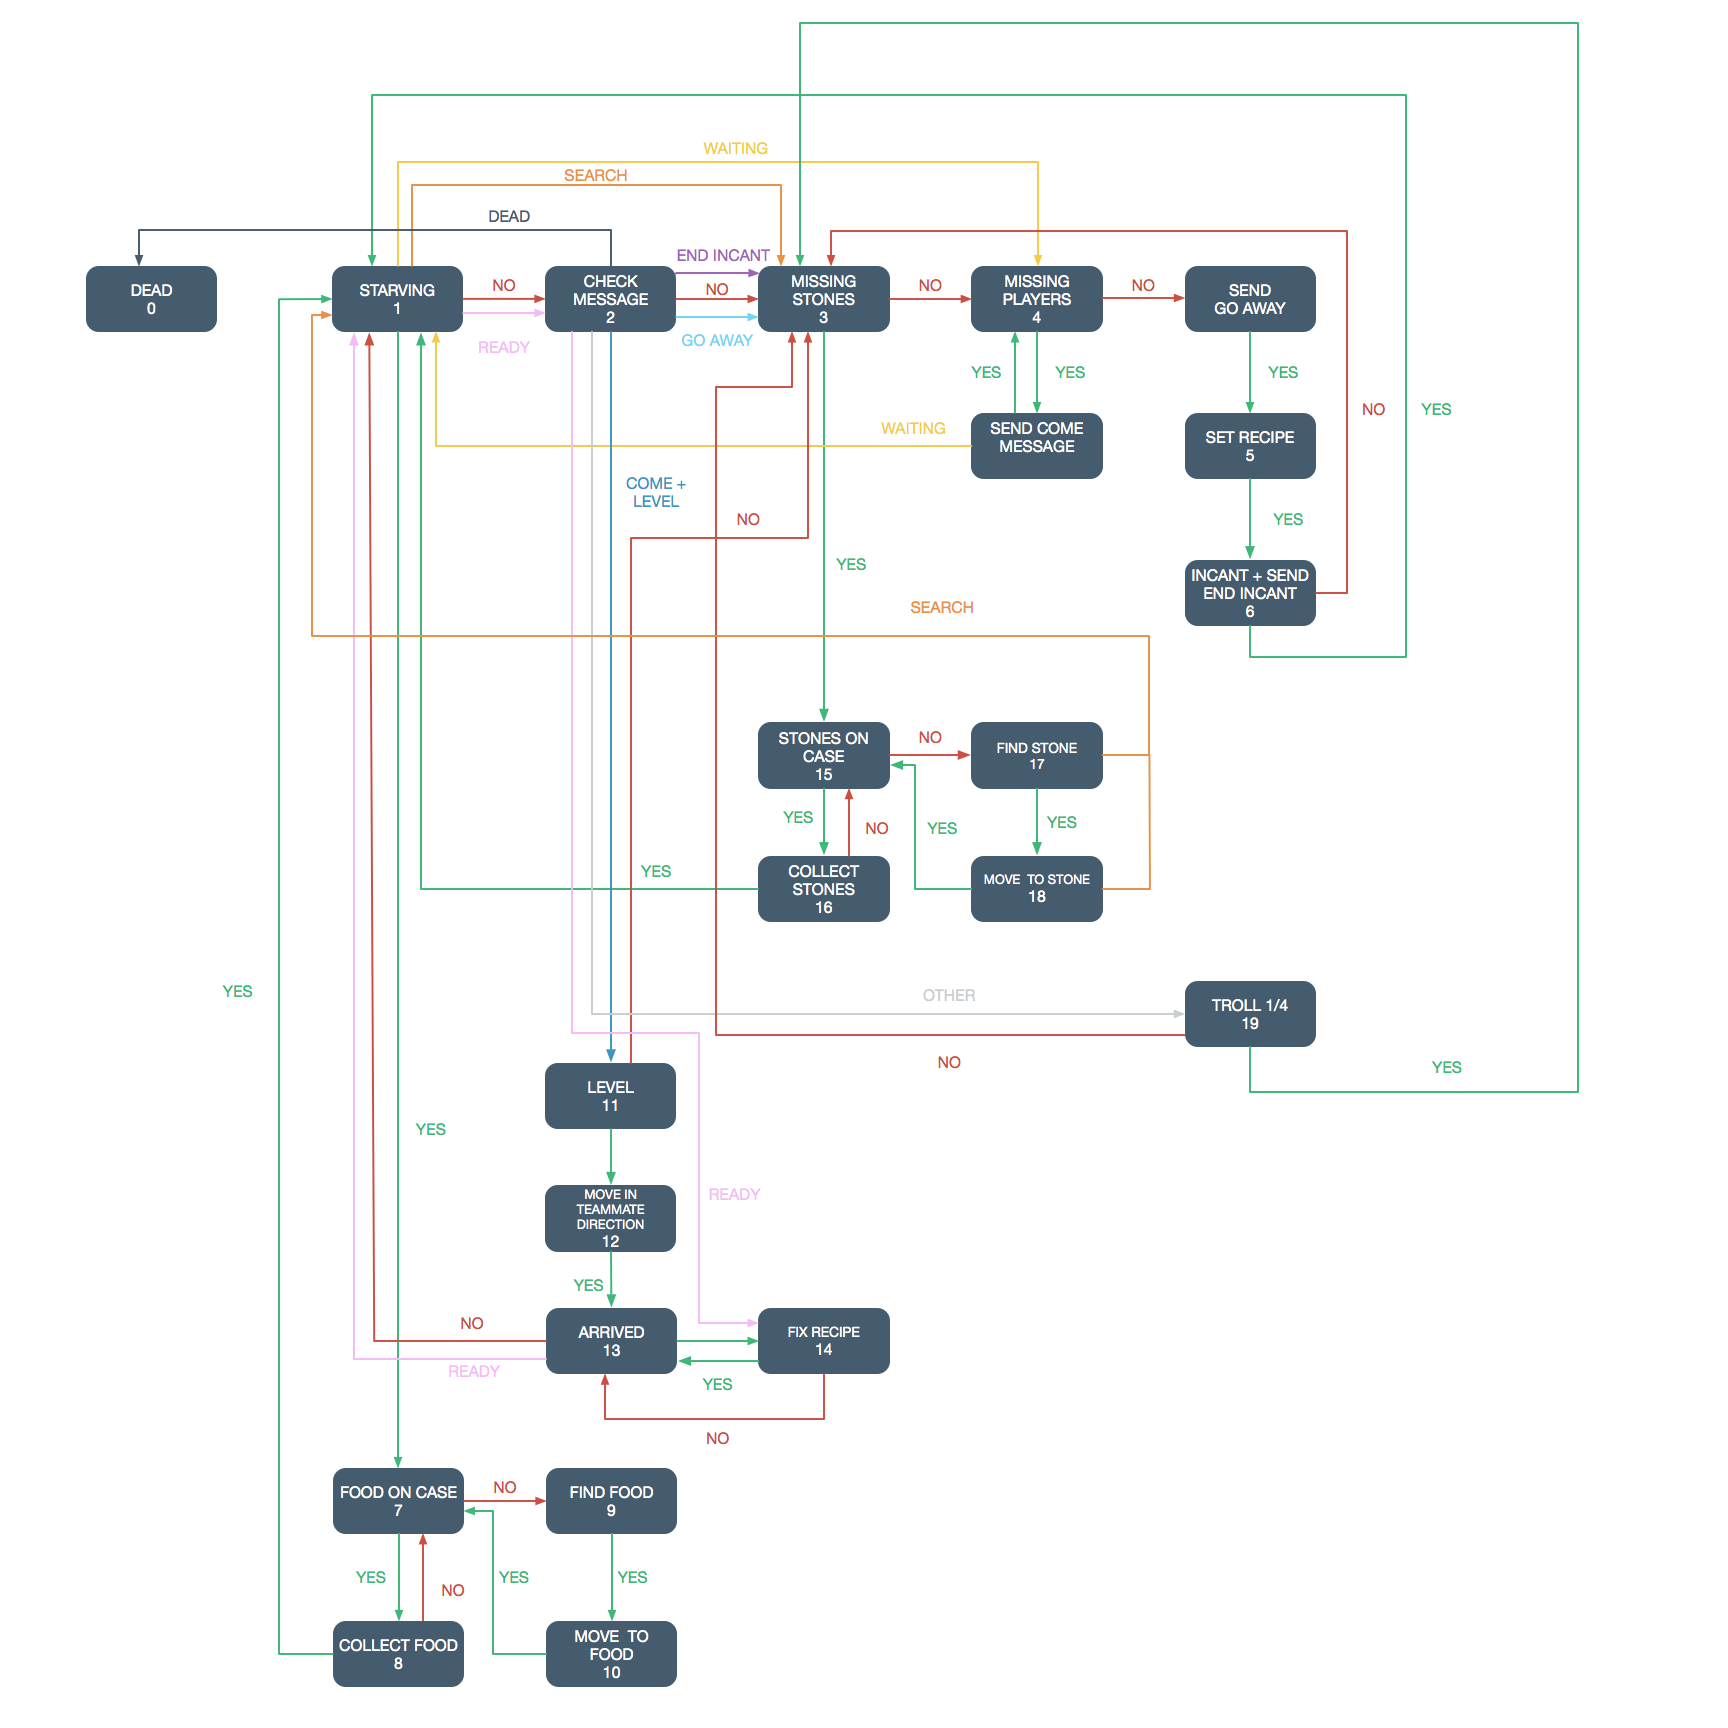 WAITING
SEARCH
DEAD
END INCANT
DEAD
0
STARVING
1
NO
READY
CHECK
MESSAGE
2
NO
GO AWAY
MISSING
STONES
3
NO
MISSING
PLAYERS
4
NO
SEND
GO AWAY
YES
YES
YES
NO
YES
WAITING
SEND COME
MESSAGE
SET RECIPE
5
COME +
LEVEL
NO
YES
YES
INCANT + SEND
END INCANT
6
SEARCH
STONES ON
CASE
15
NO
FIND STONE
17
YES
NO
YES
YES
YES
COLLECT
STONES
16
MOVE  TO STONE
18
YES
OTHER
TROLL 1/4
19
NO
YES
LEVEL
11
YES
READY
MOVE IN
TEAMMATE
DIRECTION
12
YES
NO
ARRIVED
13
FIX RECIPE
14
READY
YES
NO
FOOD ON CASE
7
NO
FIND FOOD
9
YES
NO
YES
YES
COLLECT FOOD
8
MOVE  TO
FOOD
10